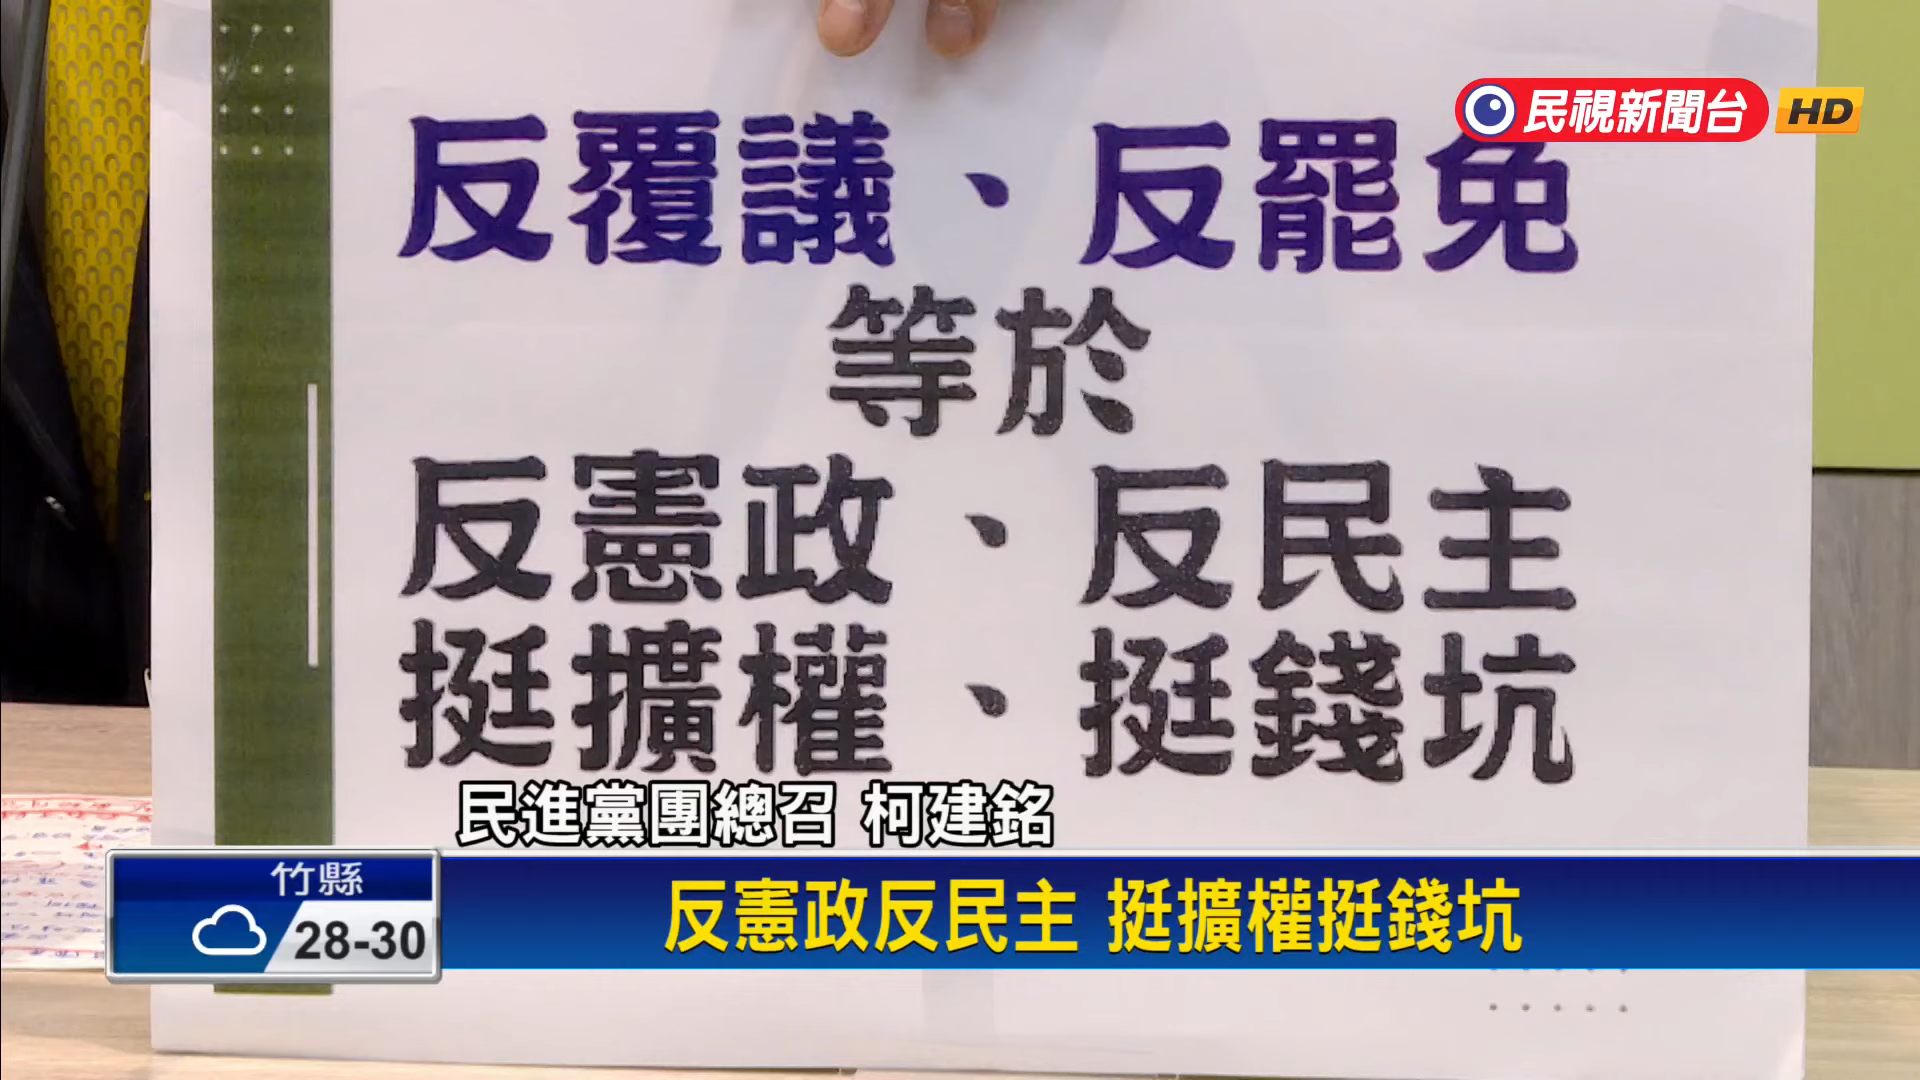 民視新聞台 HD
反覆議、反罷免
等於
反憲政、反民主
挺擴權、挺錢坑
民進黨團總召 柯建銘
竹縣
28-30
反憲政反民主 挺擴權挺錢坑